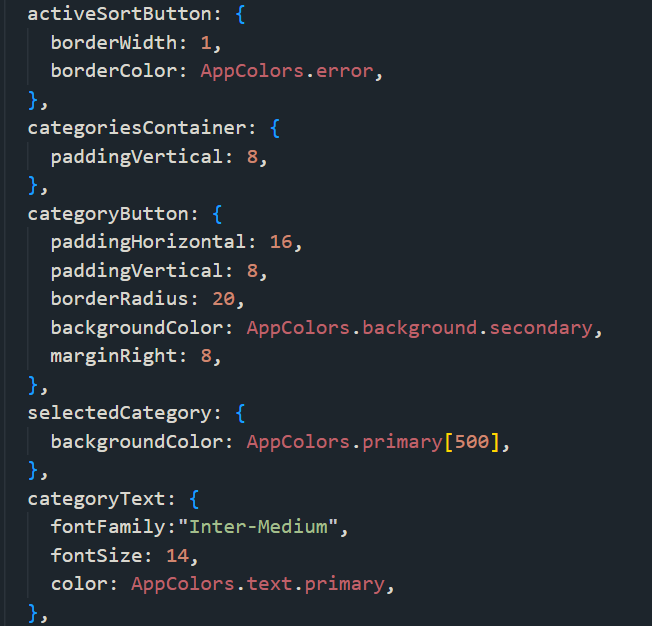 activeSortButton: {
borderWidth: 1,
borderColor: AppColors.error,
},
categoriesContainer: {
paddingVertical: 8,
},
categoryButton: {
paddingHorizontal: 16,
paddingVertical: 8,
borderRadius: 20,
backgroundColor: AppColors.background.secondary,
marginRight: 8,
},
selectedCategory: {
backgroundColor: AppColors.primary[500],
},
categoryText: {
fontFamily:"Inter-Medium",
fontSize: 14,
color: AppColors.text.primary,
},